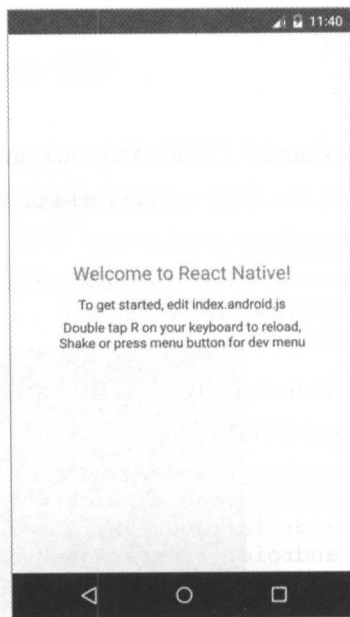 11:40
Welcome to React Native!
To get started, edit index.android.js
Double tap R on your keyboard to reload,
Shake or press menu button for dev menu